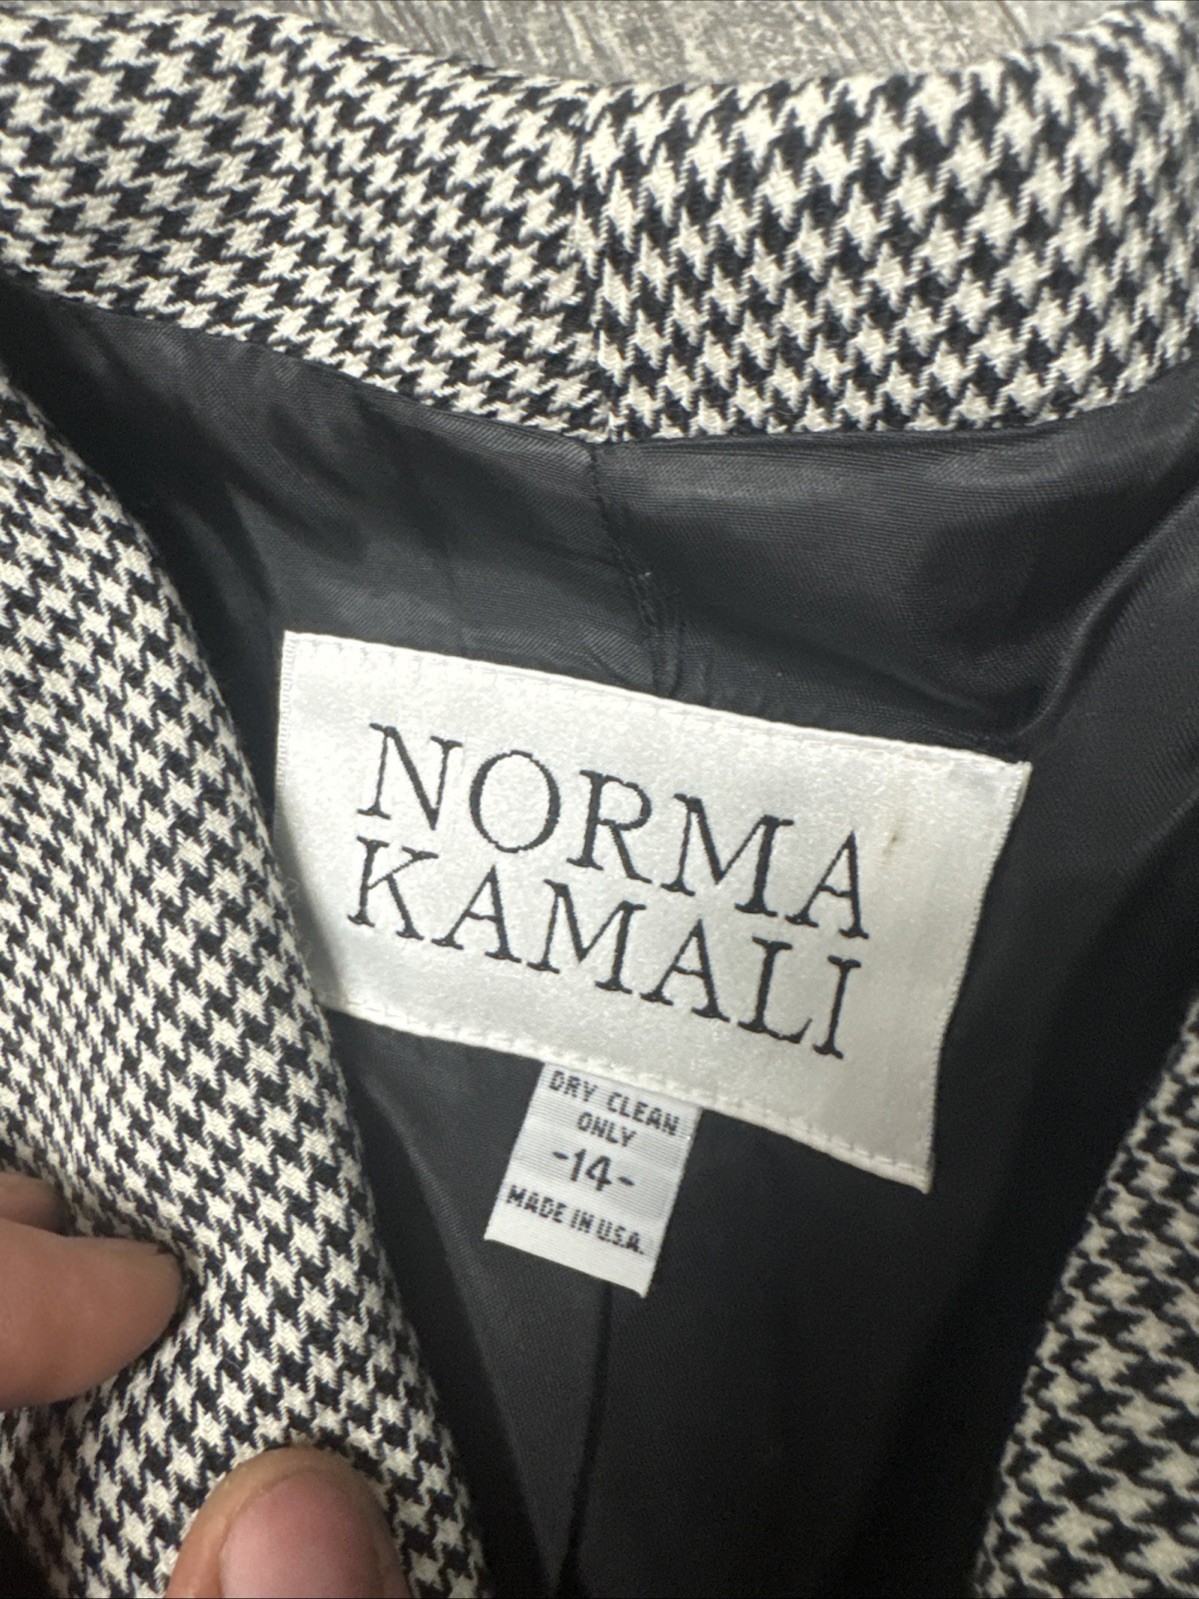 NORMA
KAMALI
DRY CLEAN
ONLY
-14-
MADE IN U.S.A.